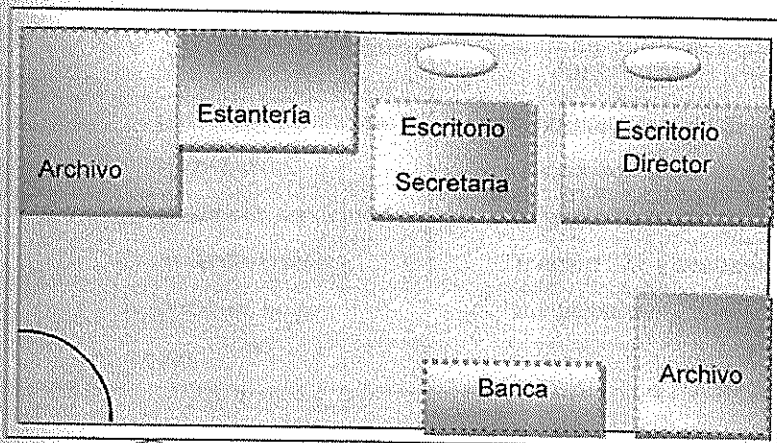 Archivo
Estantería
Escritorio
Secretaria
Escritorio
Director
Banca
Archivo